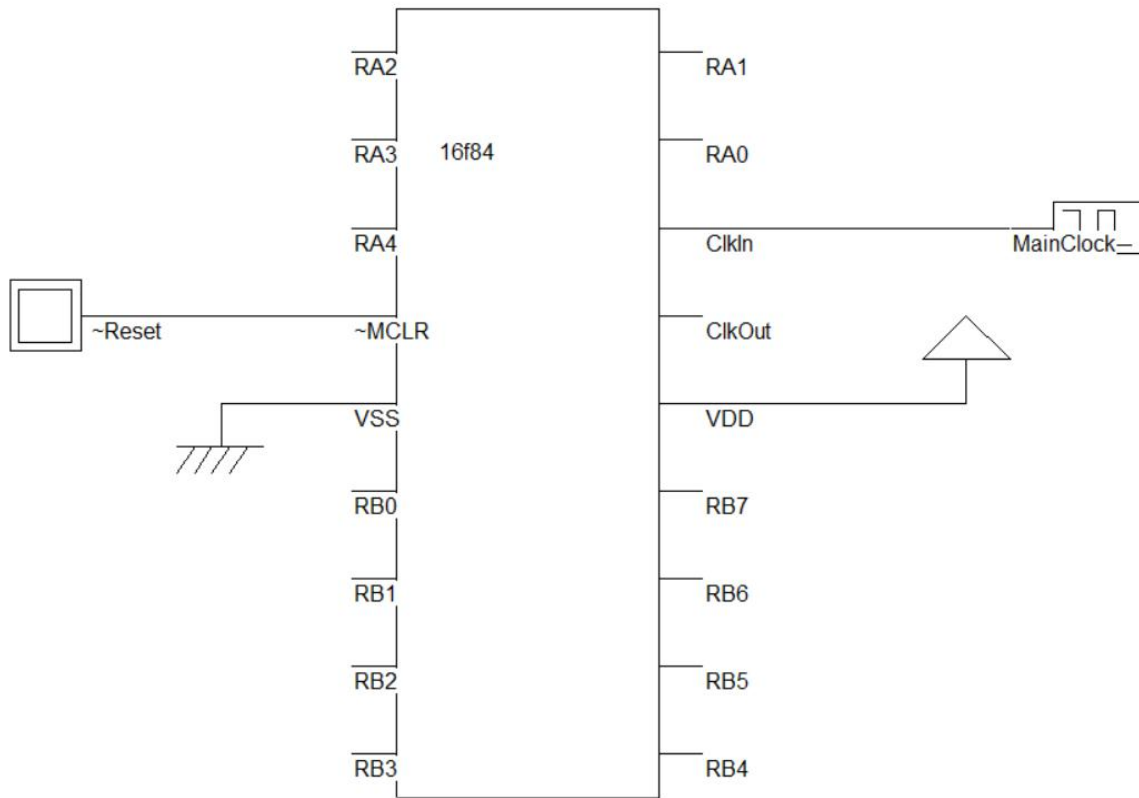 RA2 RA1
RA3 16f84 RA0
RA4 ClkIn MainClock
~Reset ~MCLR ClkOut
VSS VDD
RB0 RB7
RB1 RB6
RB2 RB5
RB3 RB4